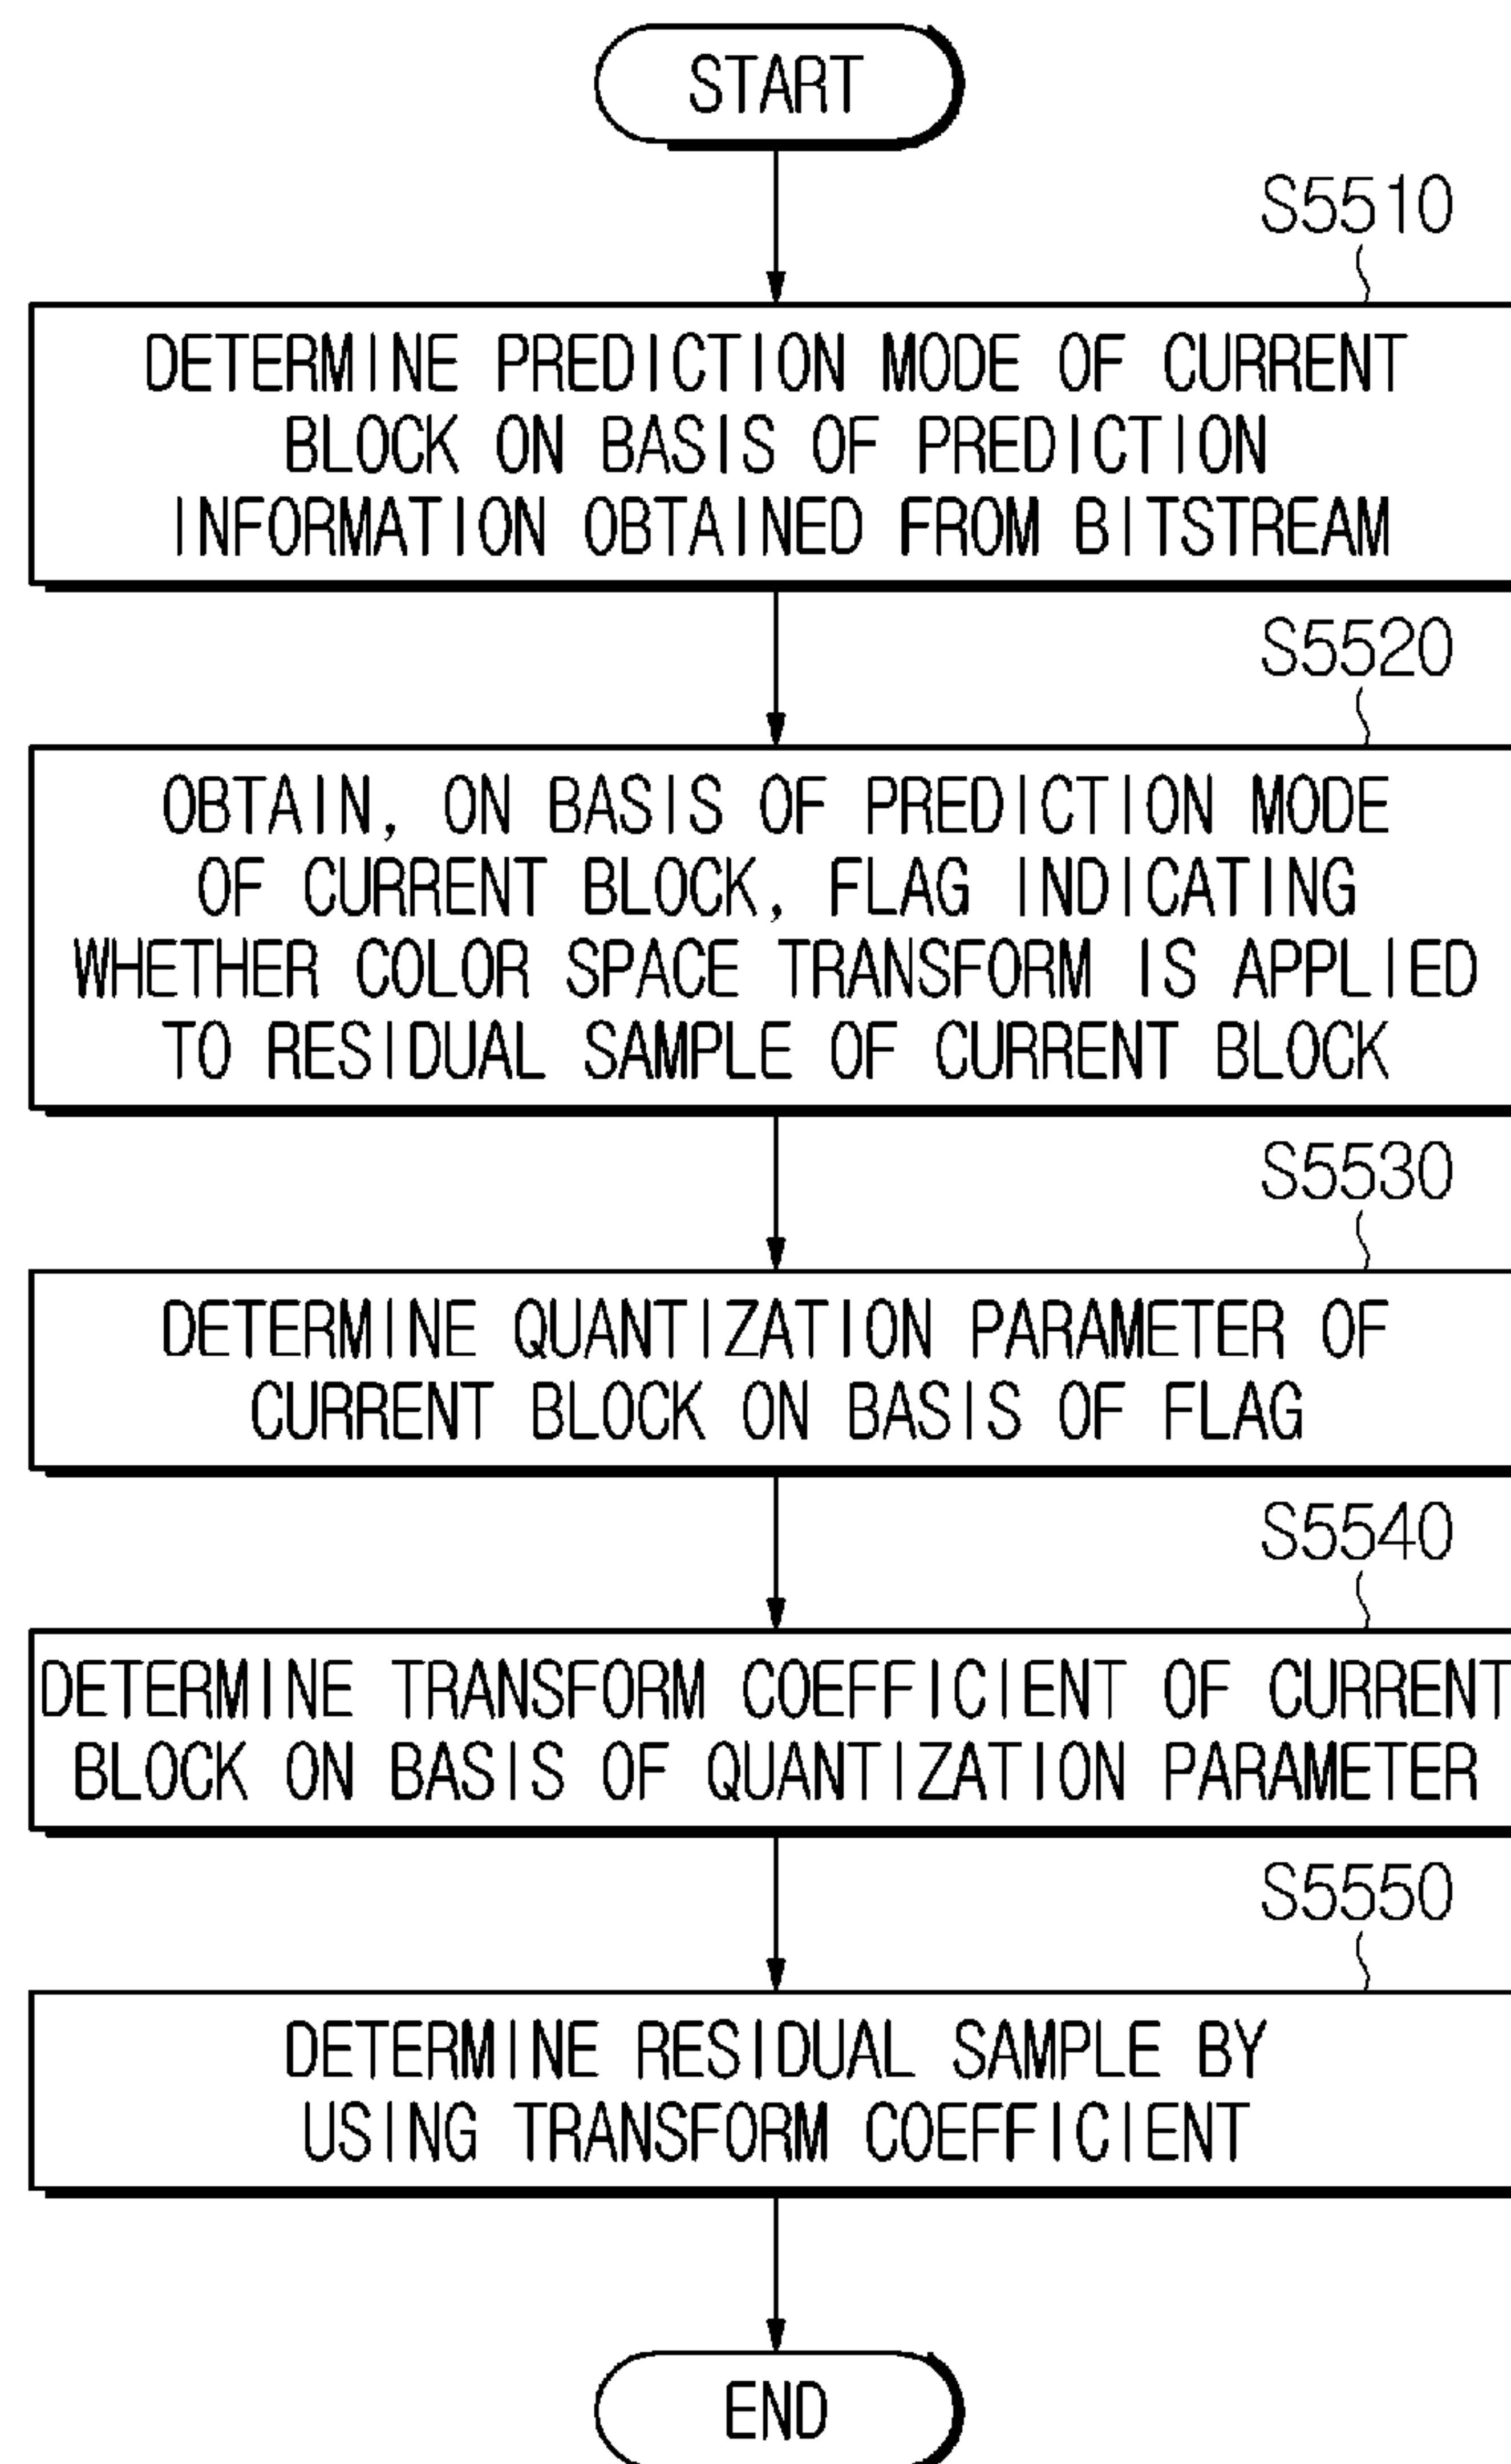 START
S5510
DETERMINE PREDICTION MODE OF CURRENT
BLOCK ON BASIS OF PREDICTION
INFORMATION OBTAINED FROM BITSTREAM
S5520
OBTAIN, ON BASIS OF PREDICTION MODE
OF CURRENT BLOCK, FLAG INDICATING
WHETHER COLOR SPACE TRANSFORM IS APPLIED
TO RESIDUAL SAMPLE OF CURRENT BLOCK
S5530
DETERMINE QUANTIZATION PARAMETER OF
CURRENT BLOCK ON BASIS OF FLAG
S5540
DETERMINE TRANSFORM COEFFICIENT OF CURRENT
BLOCK ON BASIS OF QUANTIZATION PARAMETER
S5550
DETERMINE RESIDUAL SAMPLE BY
USING TRANSFORM COEFFICIENT
END